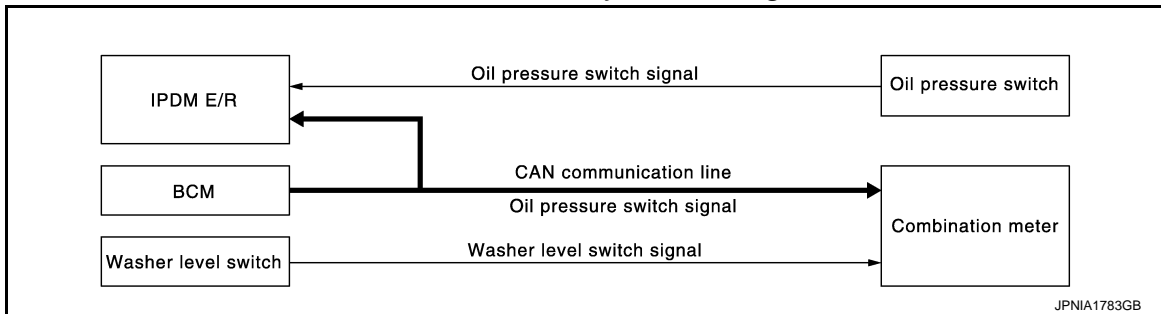 Oil pressure switch signal
IPDM E/R
Oil pressure switch
CAN communication line
BCM
Oil pressure switch signal
Combination meter
Washer level switch signal
Washer level switch
JPNIA1783GB